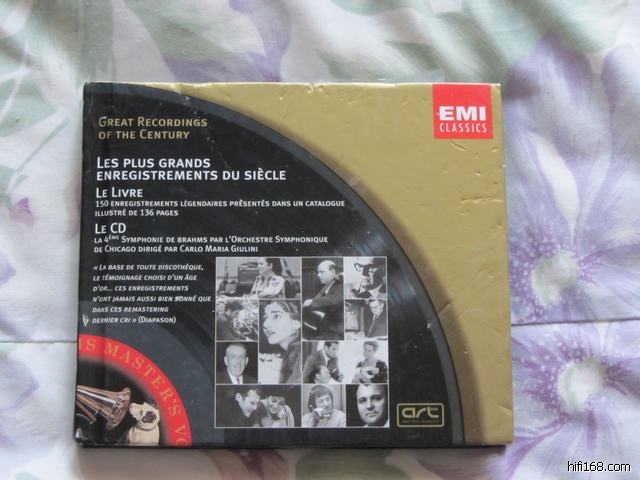 GREAT RECORDINGS
OF THE CENTURY
EMI
CLASSICS
LES PLUS GRANDS
ENREGISTREMENTS DU SIÈCLE
LE LIVRE
150 ENREGISTREMENTS LÉGENDAIRES PRÉSENTÉS DANS UN CATALOGUE
ILLUSTRÉ DE 136 PAGES
LE CD
LA 4ÈME SYMPHONIE DE BRAHMS PAR L'ORCHESTRE SYMPHONIQUE
DE CHICAGO DIRIGÉ PAR CARLO MARIA GIULINI
« LA BASE DE TOUTE DISCOTHÈQUE,
LE TÉMOIGNAGE CHOISI D'UN ÂGE
D'OR... CES ENREGISTREMENTS
N'ONT JAMAIS AUSSI BIEN SONNÉ QUE
DANS CES REMASTERING
DERNIER CRI » (DIAPASON)
IS MASTER'S VO
art
hifi168.com